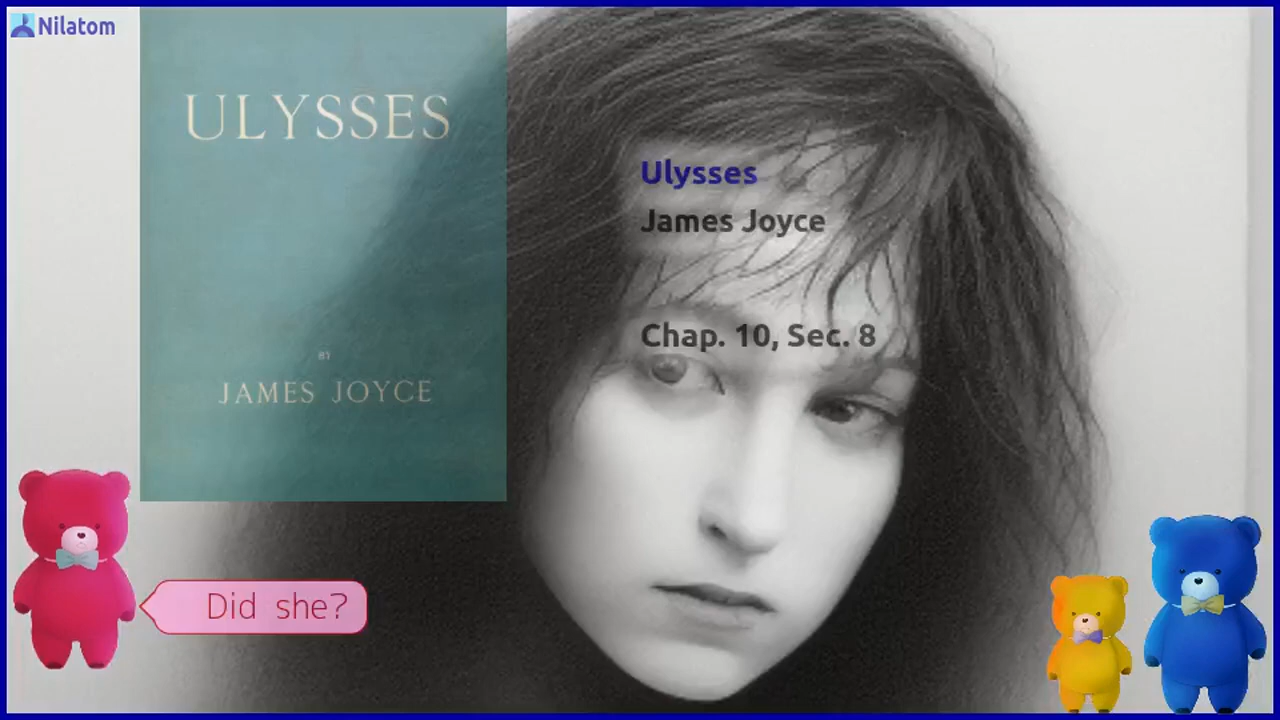 Nilatom
ULYSSES
BY
JAMES JOYCE
Ulysses
James Joyce
Chap. 10, Sec. 8
Did she?